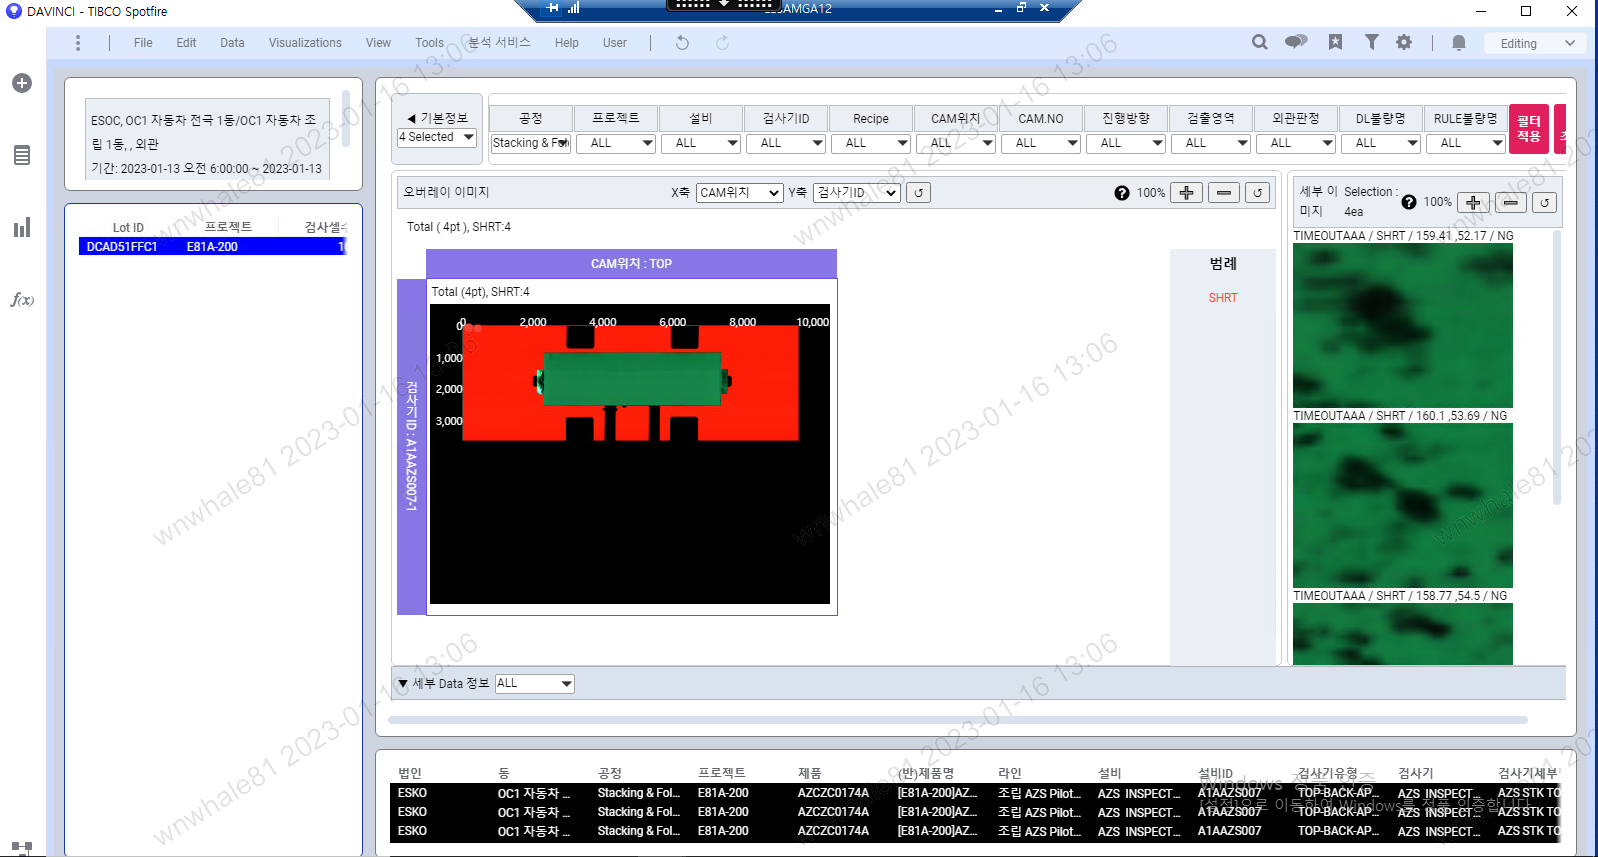 DAVINCI - TIBCO Spotfire
File Edit Data Visualizations View Tools 분석 서비스 Help User
Editing
ESOC, OC1 자동차 전극 1동/OC1 자동차 조
립 1동, , 외관
기간: 2023-01-13 오전 6:00:00 ~ 2023-01-13
Lot ID 프로젝트 검사셀수
DCAD51FFC1 E81A-200
◀ 기본정보
4 Selected
공정 프로젝트 설비 검사기ID Recipe CAM위치 CAM.NO 진행방향 검출영역 외관판정 DL불량명 RULE불량명
Stacking & Fol ALL ALL ALL ALL ALL ALL ALL ALL ALL ALL ALL
필터
적용
오버레이 이미지 X축 CAM위치 Y축 검사기ID ↺ ? 100% + − ↺
Total ( 4pt ), SHRT:4
CAM위치 : TOP
검사기ID : A1AAZS007-1
Total (4pt), SHRT:4
0 2,000 4,000 6,000 8,000 10,000
0
1,000
2,000
3,000
범례
SHRT
세부 이
미지
Selection :
4ea
? 100% + − ↺
TIMEOUTAAA / SHRT / 159.41 ,52.17 / NG
TIMEOUTAAA / SHRT / 160.1 ,53.69 / NG
TIMEOUTAAA / SHRT / 158.77 ,54.5 / NG
▼ 세부 Data 정보 ALL
법인 동 공정 프로젝트 제품 (반)제품명 라인 설비 설비ID 검사기유형 검사기 검사기세부
ESKO OC1 자동차 ... Stacking & Fol... E81A-200 AZCZC0174A [E81A-200]AZ... 조립 AZS Pilot... AZS INSPECT... A1AAZS007 TOP-BACK-AP... AZS INSPECT... AZS STK TO
ESKO OC1 자동차 ... Stacking & Fol... E81A-200 AZCZC0174A [E81A-200]AZ... 조립 AZS Pilot... AZS INSPECT... A1AAZS007 TOP-BACK-AP... AZS INSPECT... AZS STK TO
ESKO OC1 자동차 ... Stacking & Fol... E81A-200 AZCZC0174A [E81A-200]AZ... 조립 AZS Pilot... AZS INSPECT... A1AAZS007 TOP-BACK-AP... AZS INSPECT... AZS STK TO
Windows 정품 인증
[설정]으로 이동하여 Windows를 정품 인증합니다.
wnwhale81 2023-01-16 13:06